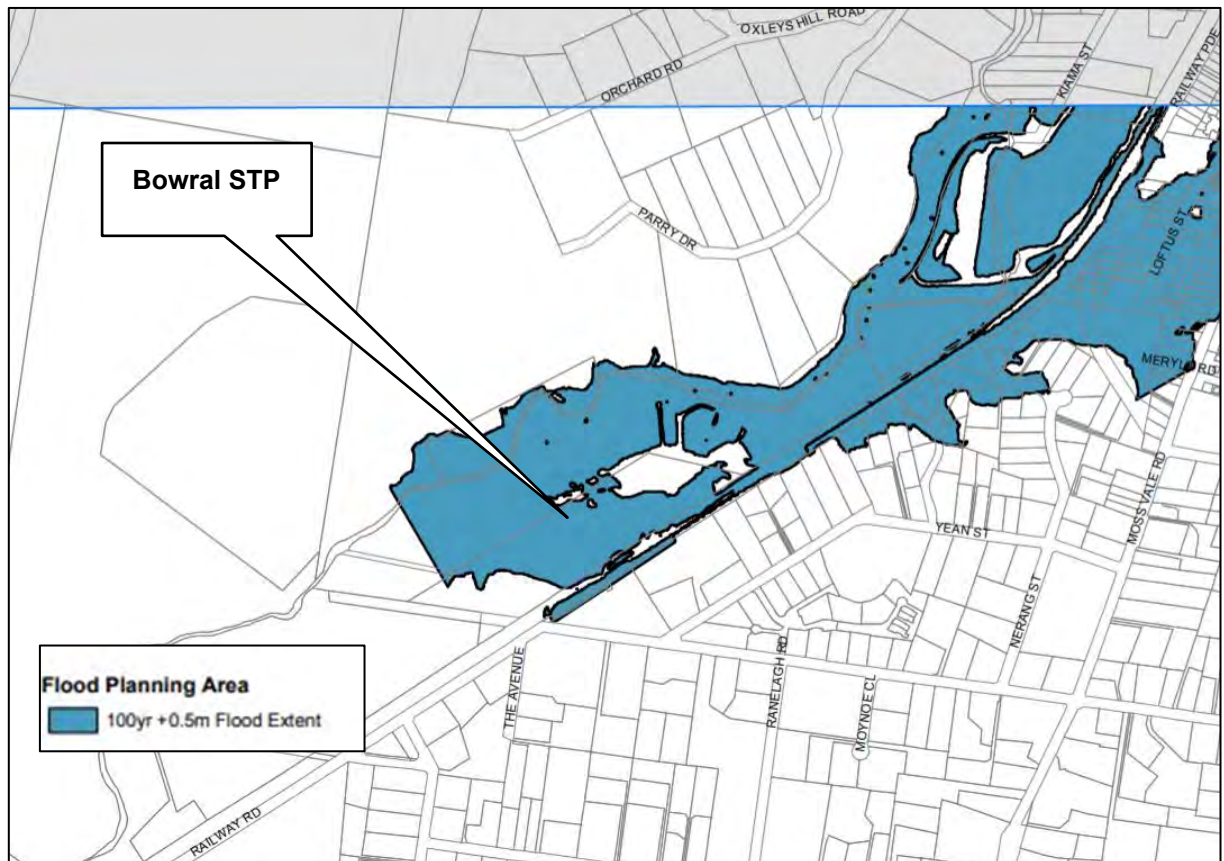 OXLEYS HILL ROAD
ORCHARD RD
KIAMA ST
RAILWAY PDE
Bowral STP
PARRY DR
LOFTUS ST
MOSS VALE RD
YEAN ST
NERANG ST
Flood Planning Area
100yr +0.5m Flood Extent
THE AVENUE
RANELAGH RD
MOYNOE CL
RAILWAY RD